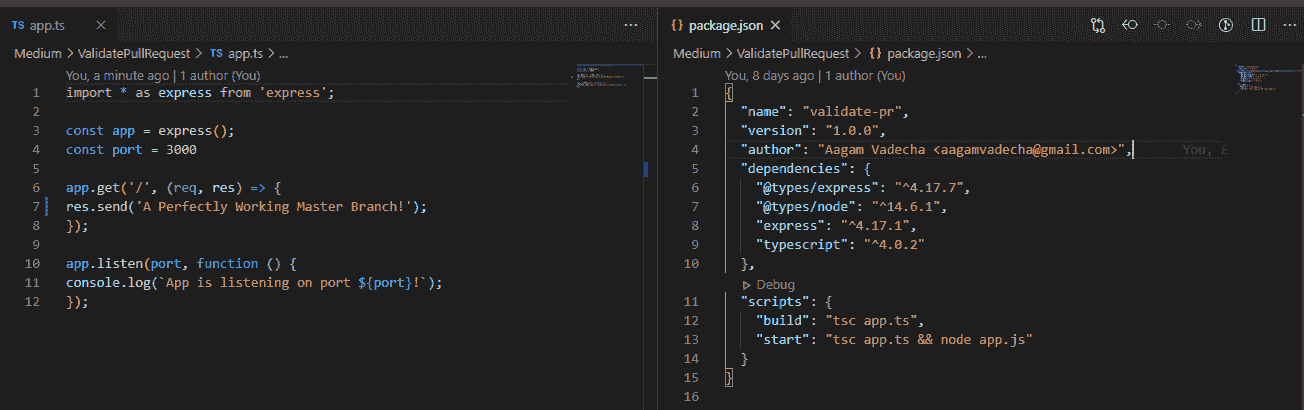 TS app.ts
Medium > ValidatePullRequest > TS app.ts > ...
You, a minute ago | 1 author (You)
1 import * as express from 'express';
2
3 const app = express();
4 const port = 3000
5
6 app.get('/', (req, res) => {
7 res.send('A Perfectly Working Master Branch!');
8 });
9
10 app.listen(port, function () {
11 console.log(`App is listening on port ${port}!`);
12 });
{} package.json
Medium > ValidatePullRequest > {} package.json > ...
You, 8 days ago | 1 author (You)
1 {
2 "name": "validate-pr",
3 "version": "1.0.0",
4 "author": "Aagam Vadecha <aagamvadecha@gmail.com>", You, 8
5 "dependencies": {
6 "@types/express": "^4.17.7",
7 "@types/node": "^14.6.1",
8 "express": "^4.17.1",
9 "typescript": "^4.0.2"
10 },
Debug
11 "scripts": {
12 "build": "tsc app.ts",
13 "start": "tsc app.ts && node app.js"
14 }
15 }
16